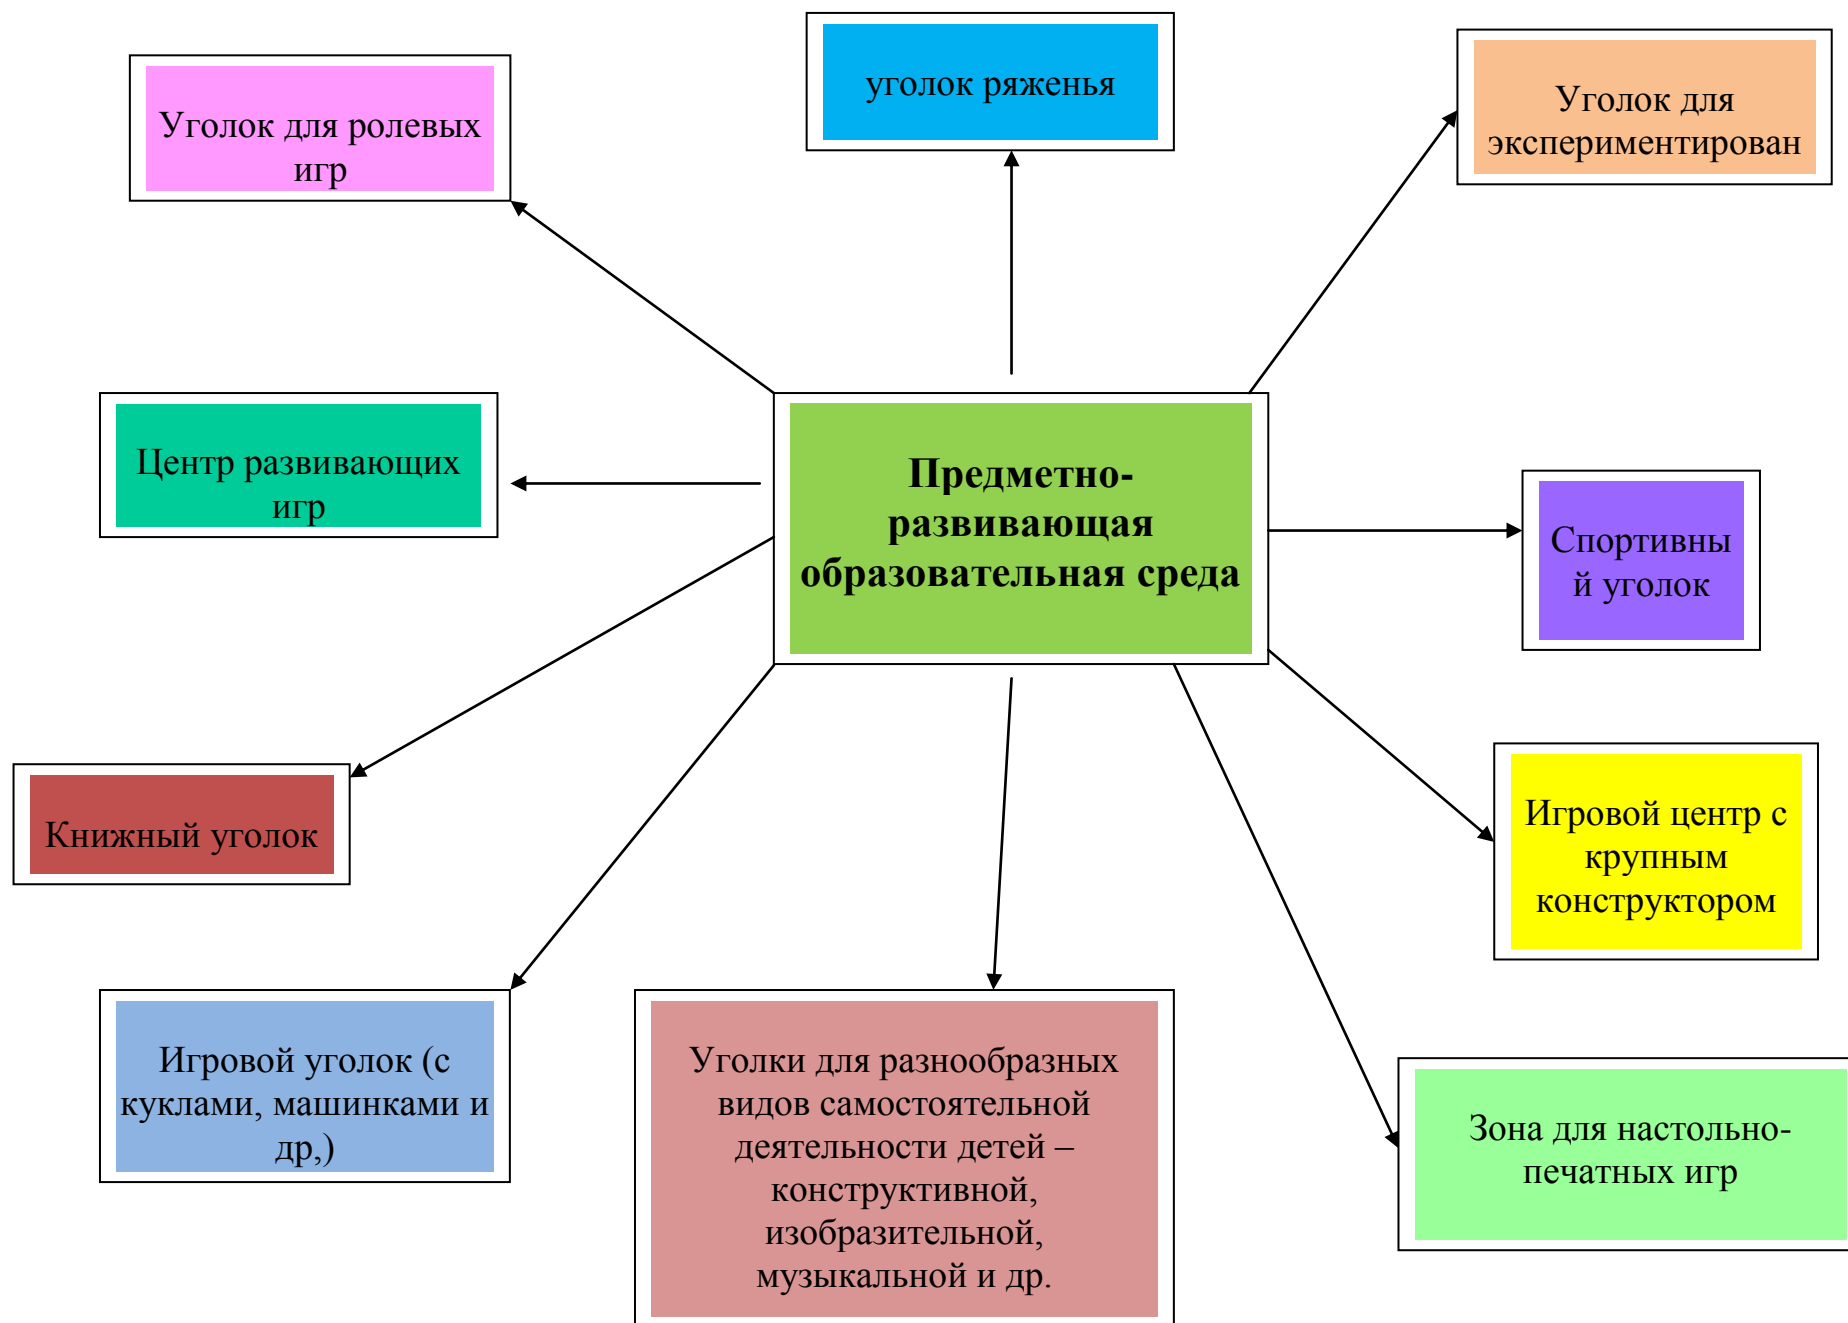 уголок ряженья
Уголок для ролевых
игр
Уголок для
экспериментирован
Центр развивающих
игр
Предметно-
развивающая
образовательная среда
Спортивны
й уголок
Книжный уголок
Игровой центр с
крупным
конструктором
Игровой уголок (с
куклами, машинками и
др,)
Уголки для разнообразных
видов самостоятельной
деятельности детей –
конструктивной,
изобразительной,
музыкальной и др.
Зона для настольно-
печатных игр